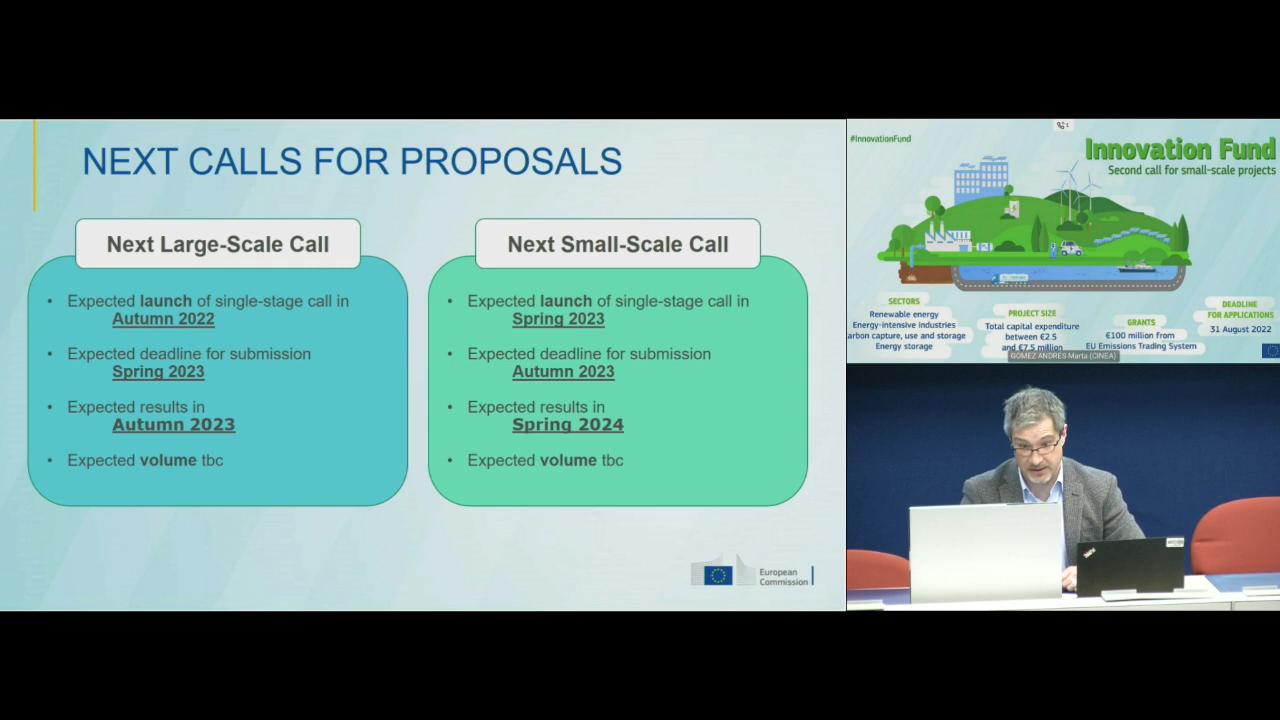 NEXT CALLS FOR PROPOSALS
Next Large-Scale Call
• Expected launch of single-stage call in
Autumn 2022
• Expected deadline for submission
Spring 2023
• Expected results in
Autumn 2023
• Expected volume tbc
Next Small-Scale Call
• Expected launch of single-stage call in
Spring 2023
• Expected deadline for submission
Autumn 2023
• Expected results in
Spring 2024
• Expected volume tbc
European
Commission
#InnovationFund
Innovation Fund
Second call for small-scale projects
SECTORS
Renewable energy
Energy-intensive industries
arbon capture, use and storage
Energy storage
PROJECT SIZE
Total capital expenditure
between €2.5
and €7.5 million
GRANTS
€100 million from
EU Emissions Trading System
DEADLINE
FOR APPLICATIONS
31 August 2022
GOMEZ ANDRES Marta (CINEA)